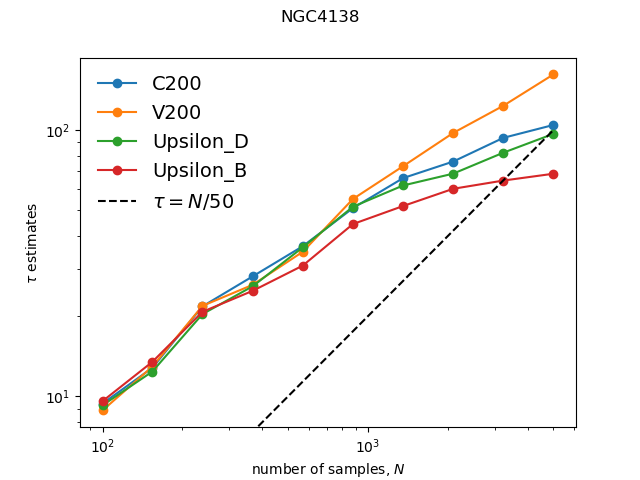 NGC4138
C200
V200
Upsilon_D
Upsilon_B
τ = N/50
τ estimates
10²
10¹
10²
10³
number of samples, N